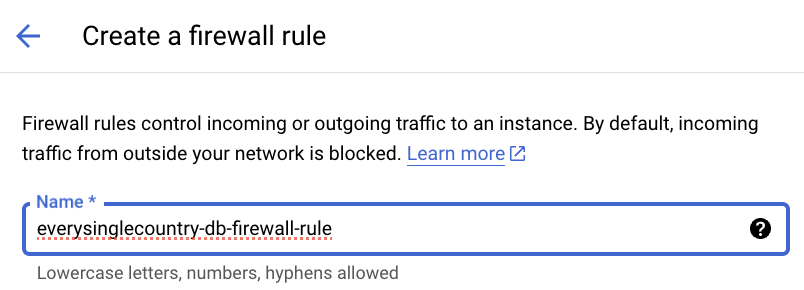 Create a firewall rule
Firewall rules control incoming or outgoing traffic to an instance. By default, incoming
traffic from outside your network is blocked. Learn more
Name *
everysinglecountry-db-firewall-rule
?
Lowercase letters, numbers, hyphens allowed